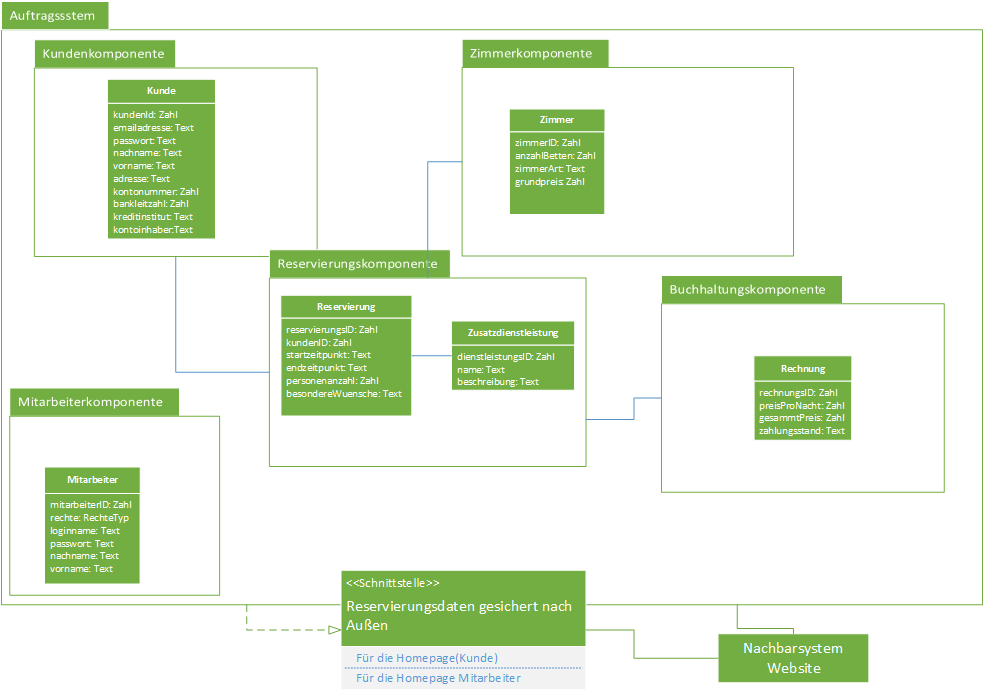 Auftragssstem
Kundenkomponente
Kunde
kundenId: Zahl
emailadresse: Text
passwort: Text
nachname: Text
vorname: Text
adresse: Text
kontonummer: Zahl
bankleitzahl: Zahl
kreditinstitut: Text
kontoinhaber:Text
Zimmerkomponente
Zimmer
zimmerID: Zahl
anzahlBetten: Zahl
zimmerArt: Text
grundpreis: Zahl
Reservierungskomponente
Reservierung
reservierungsID: Zahl
kundenID: Zahl
startzeitpunkt: Text
endzeitpunkt: Text
personenanzahl: Zahl
besondereWuensche: Text
Zusatzdienstleistung
dienstleistungsID: Zahl
name: Text
beschreibung: Text
Buchhaltungskomponente
Rechnung
rechnungsID: Zahl
preisProNacht: Zahl
gesammtPreis: Zahl
zahlungsstand: Text
Mitarbeiterkomponente
Mitarbeiter
mitarbeiterID: Zahl
rechte: RechteTyp
loginname: Text
passwort: Text
nachname: Text
vorname: Text
<<Schnittstelle>>
Reservierungsdaten gesichert nach
Außen
Für die Homepage(Kunde)
Für die Homepage Mitarbeiter
Nachbarsystem
Website